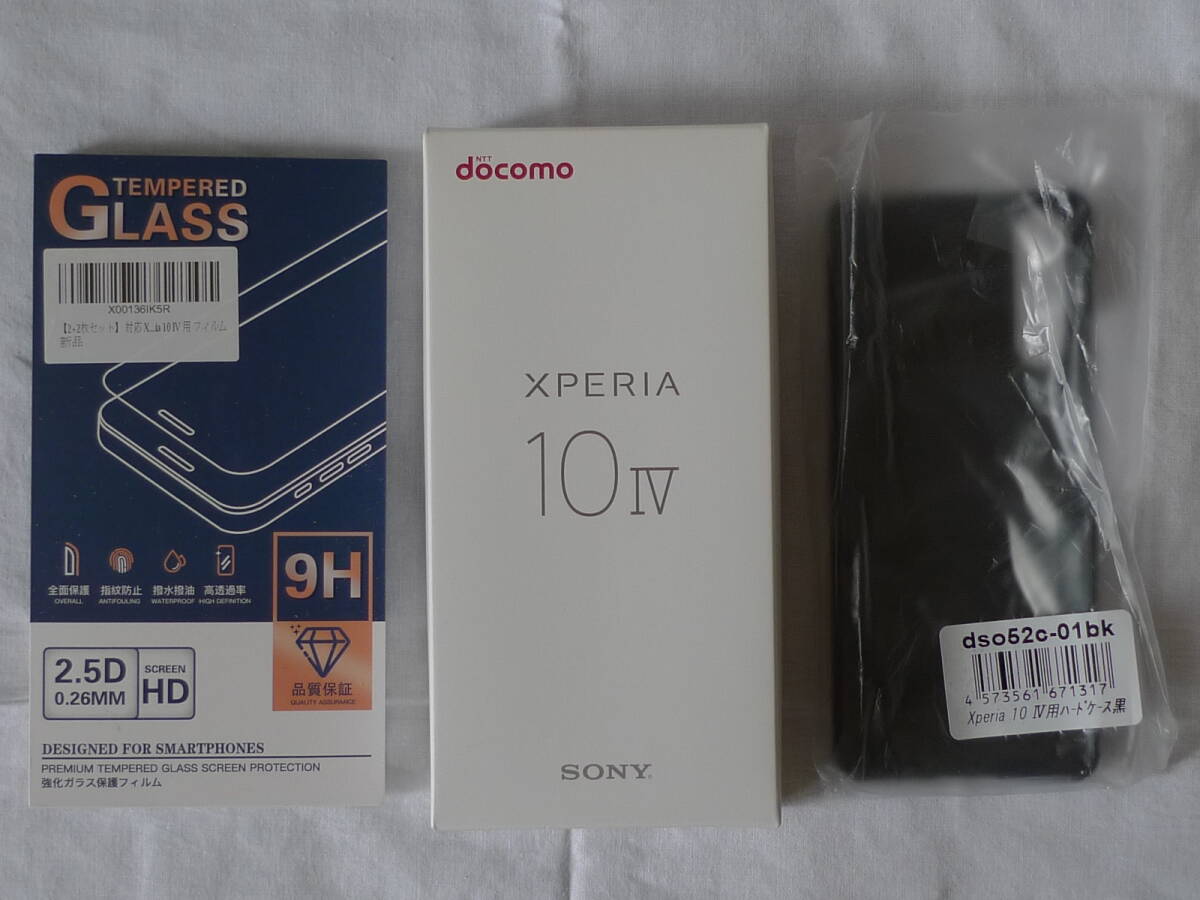 TEMPERED
GLASS
X00136IK5R
【2+2枚セット】 対応 X...ia 10 IV 用 フィルム
新品
全面保護 指紋防止 撥水撥油 高透過率
OVERALL ANTIFOULING WATERPROOF HIGH DEFINITION
9H
品質保証
QUALITY ASSURANCE
2.5D
0.26MM
SCREEN
HD
DESIGNED FOR SMARTPHONES
PREMIUM TEMPERED GLASS SCREEN PROTECTION
強化ガラス保護フィルム
NTT
docomo
XPERIA
10 IV
SONY
dso52c-01bk
4 573561 671317
Xperia 10 Ⅳ用ハードケース黒